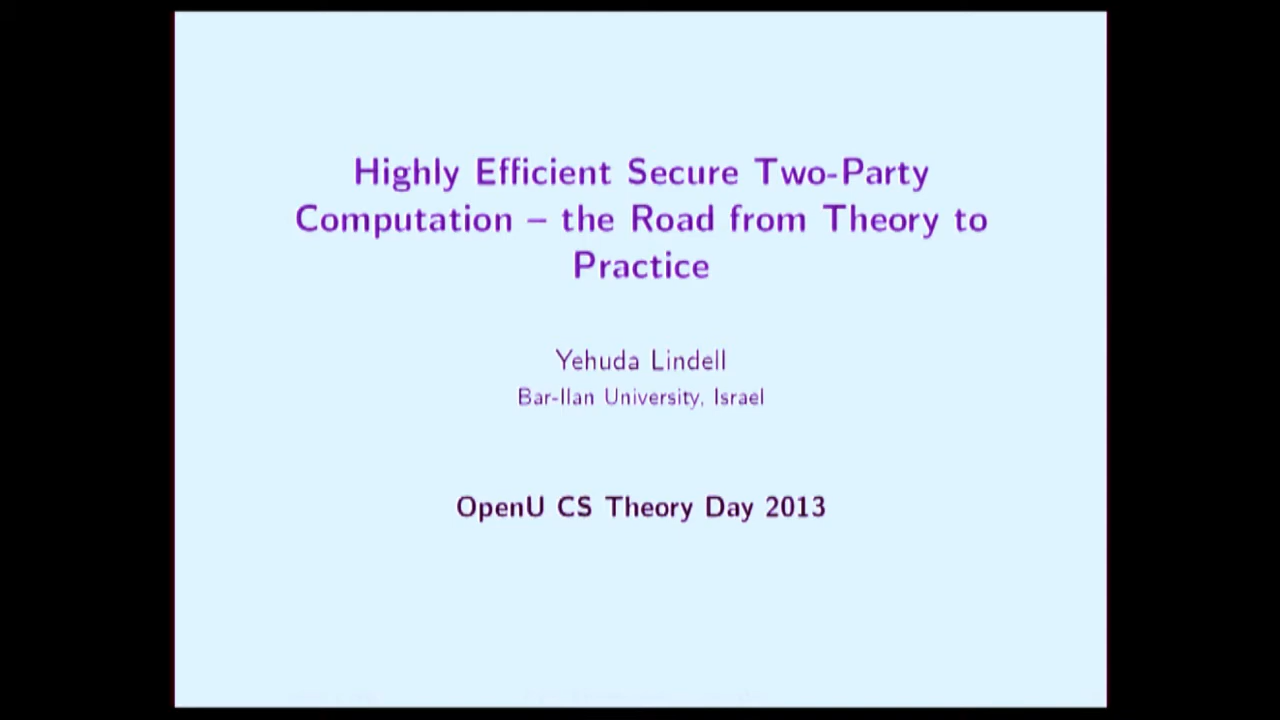 Highly Efficient Secure Two-Party
Computation – the Road from Theory to
Practice
Yehuda Lindell
Bar-Ilan University, Israel
OpenU CS Theory Day 2013